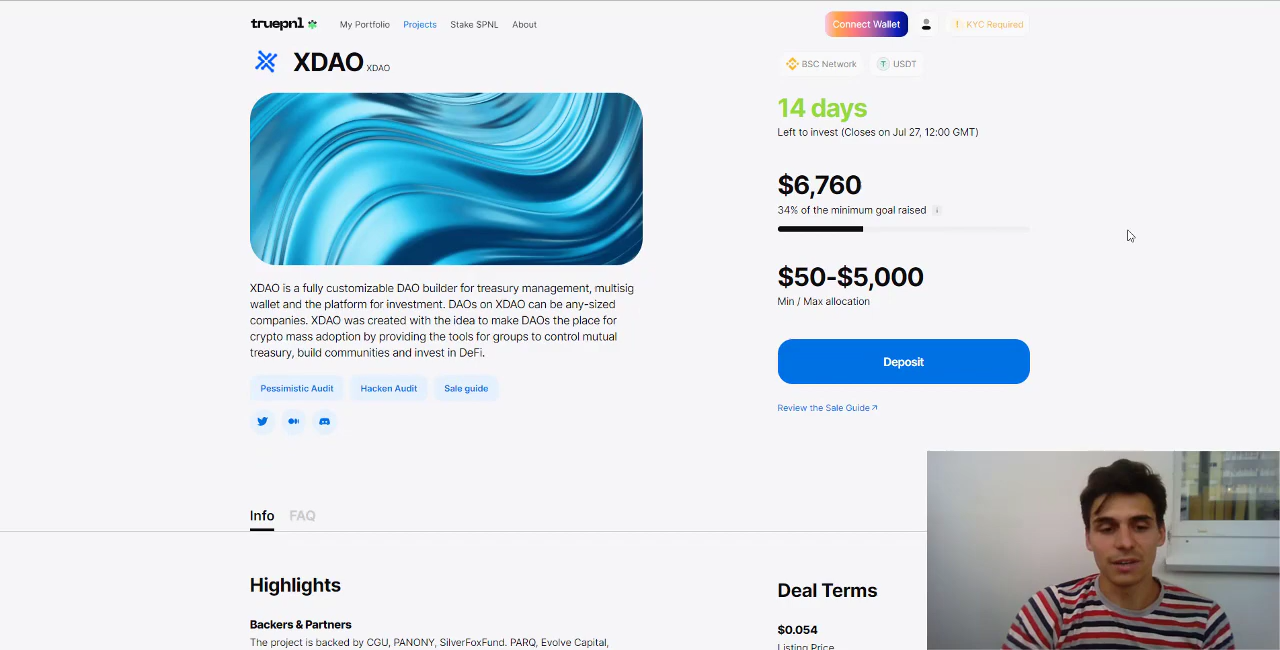 truepnl
My Portfolio
Projects
Stake SPNL
About
Connect Wallet
KYC Required
XDAO XDAO
BSC Network
USDT
14 days
Left to invest (Closes on Jul 27, 12:00 GMT)
$6,760
34% of the minimum goal raised
$50-$5,000
Min / Max allocation
Deposit
Review the Sale Guide
XDAO is a fully customizable DAO builder for treasury management, multisig
wallet and the platform for investment. DAOs on XDAO can be any-sized
companies. XDAO was created with the idea to make DAOs the place for
crypto mass adoption by providing the tools for groups to control mutual
treasury, build communities and invest in DeFi.
Pessimistic Audit
Hacken Audit
Sale guide
Info
FAQ
Highlights
Backers & Partners
The project is backed by CGU, PANONY, SilverFoxFund. PARQ, Evolve Capital,
Deal Terms
$0.054
Listing Price